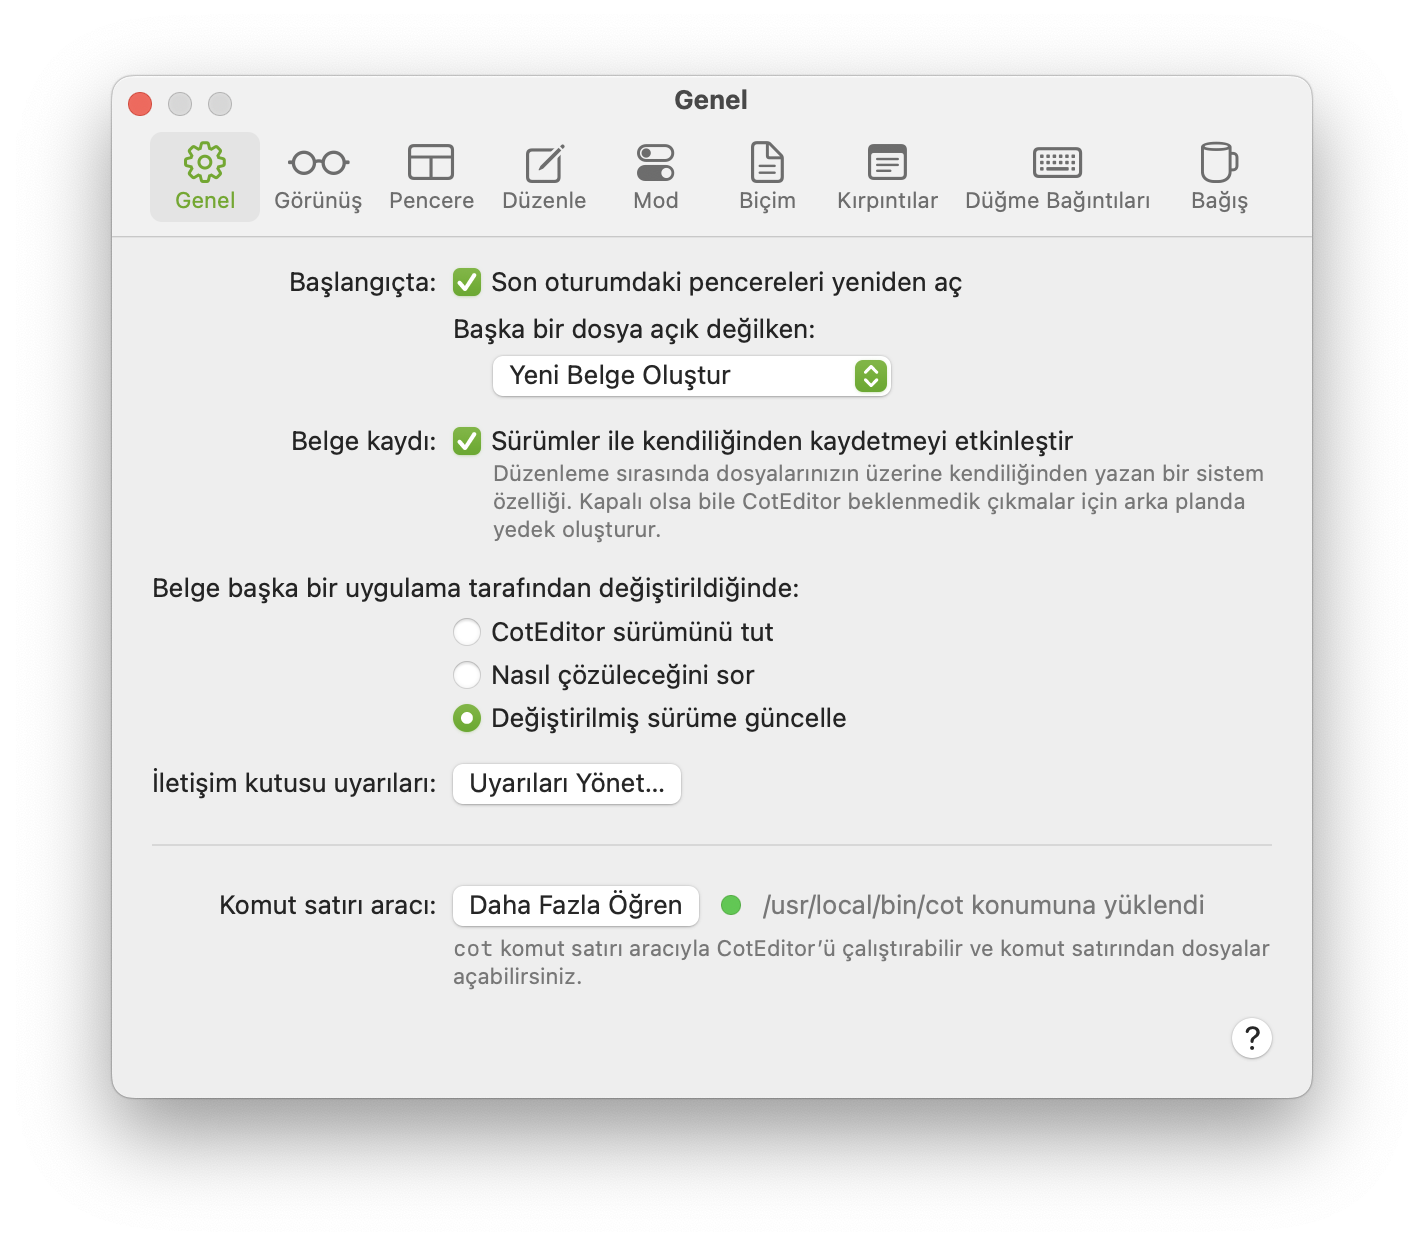 Genel
Genel
Görünüş
Pencere
Düzenle
Mod
Biçim
Kırpıntılar
Düğme Bağıntıları
Bağış
Başlangıçta: Son oturumdaki pencereleri yeniden aç
Başka bir dosya açık değilken:
Yeni Belge Oluştur
Belge kaydı: Sürümler ile kendiliğinden kaydetmeyi etkinleştir
Düzenleme sırasında dosyalarınızın üzerine kendiliğinden yazan bir sistem
özelliği. Kapalı olsa bile CotEditor beklenmedik çıkmalar için arka planda
yedek oluşturur.
Belge başka bir uygulama tarafından değiştirildiğinde:
CotEditor sürümünü tut
Nasıl çözüleceğini sor
Değiştirilmiş sürüme güncelle
İletişim kutusu uyarıları: Uyarıları Yönet...
Komut satırı aracı: Daha Fazla Öğren /usr/local/bin/cot konumuna yüklendi
cot komut satırı aracıyla CotEditor’ü çalıştırabilir ve komut satırından dosyalar
açabilirsiniz.
?